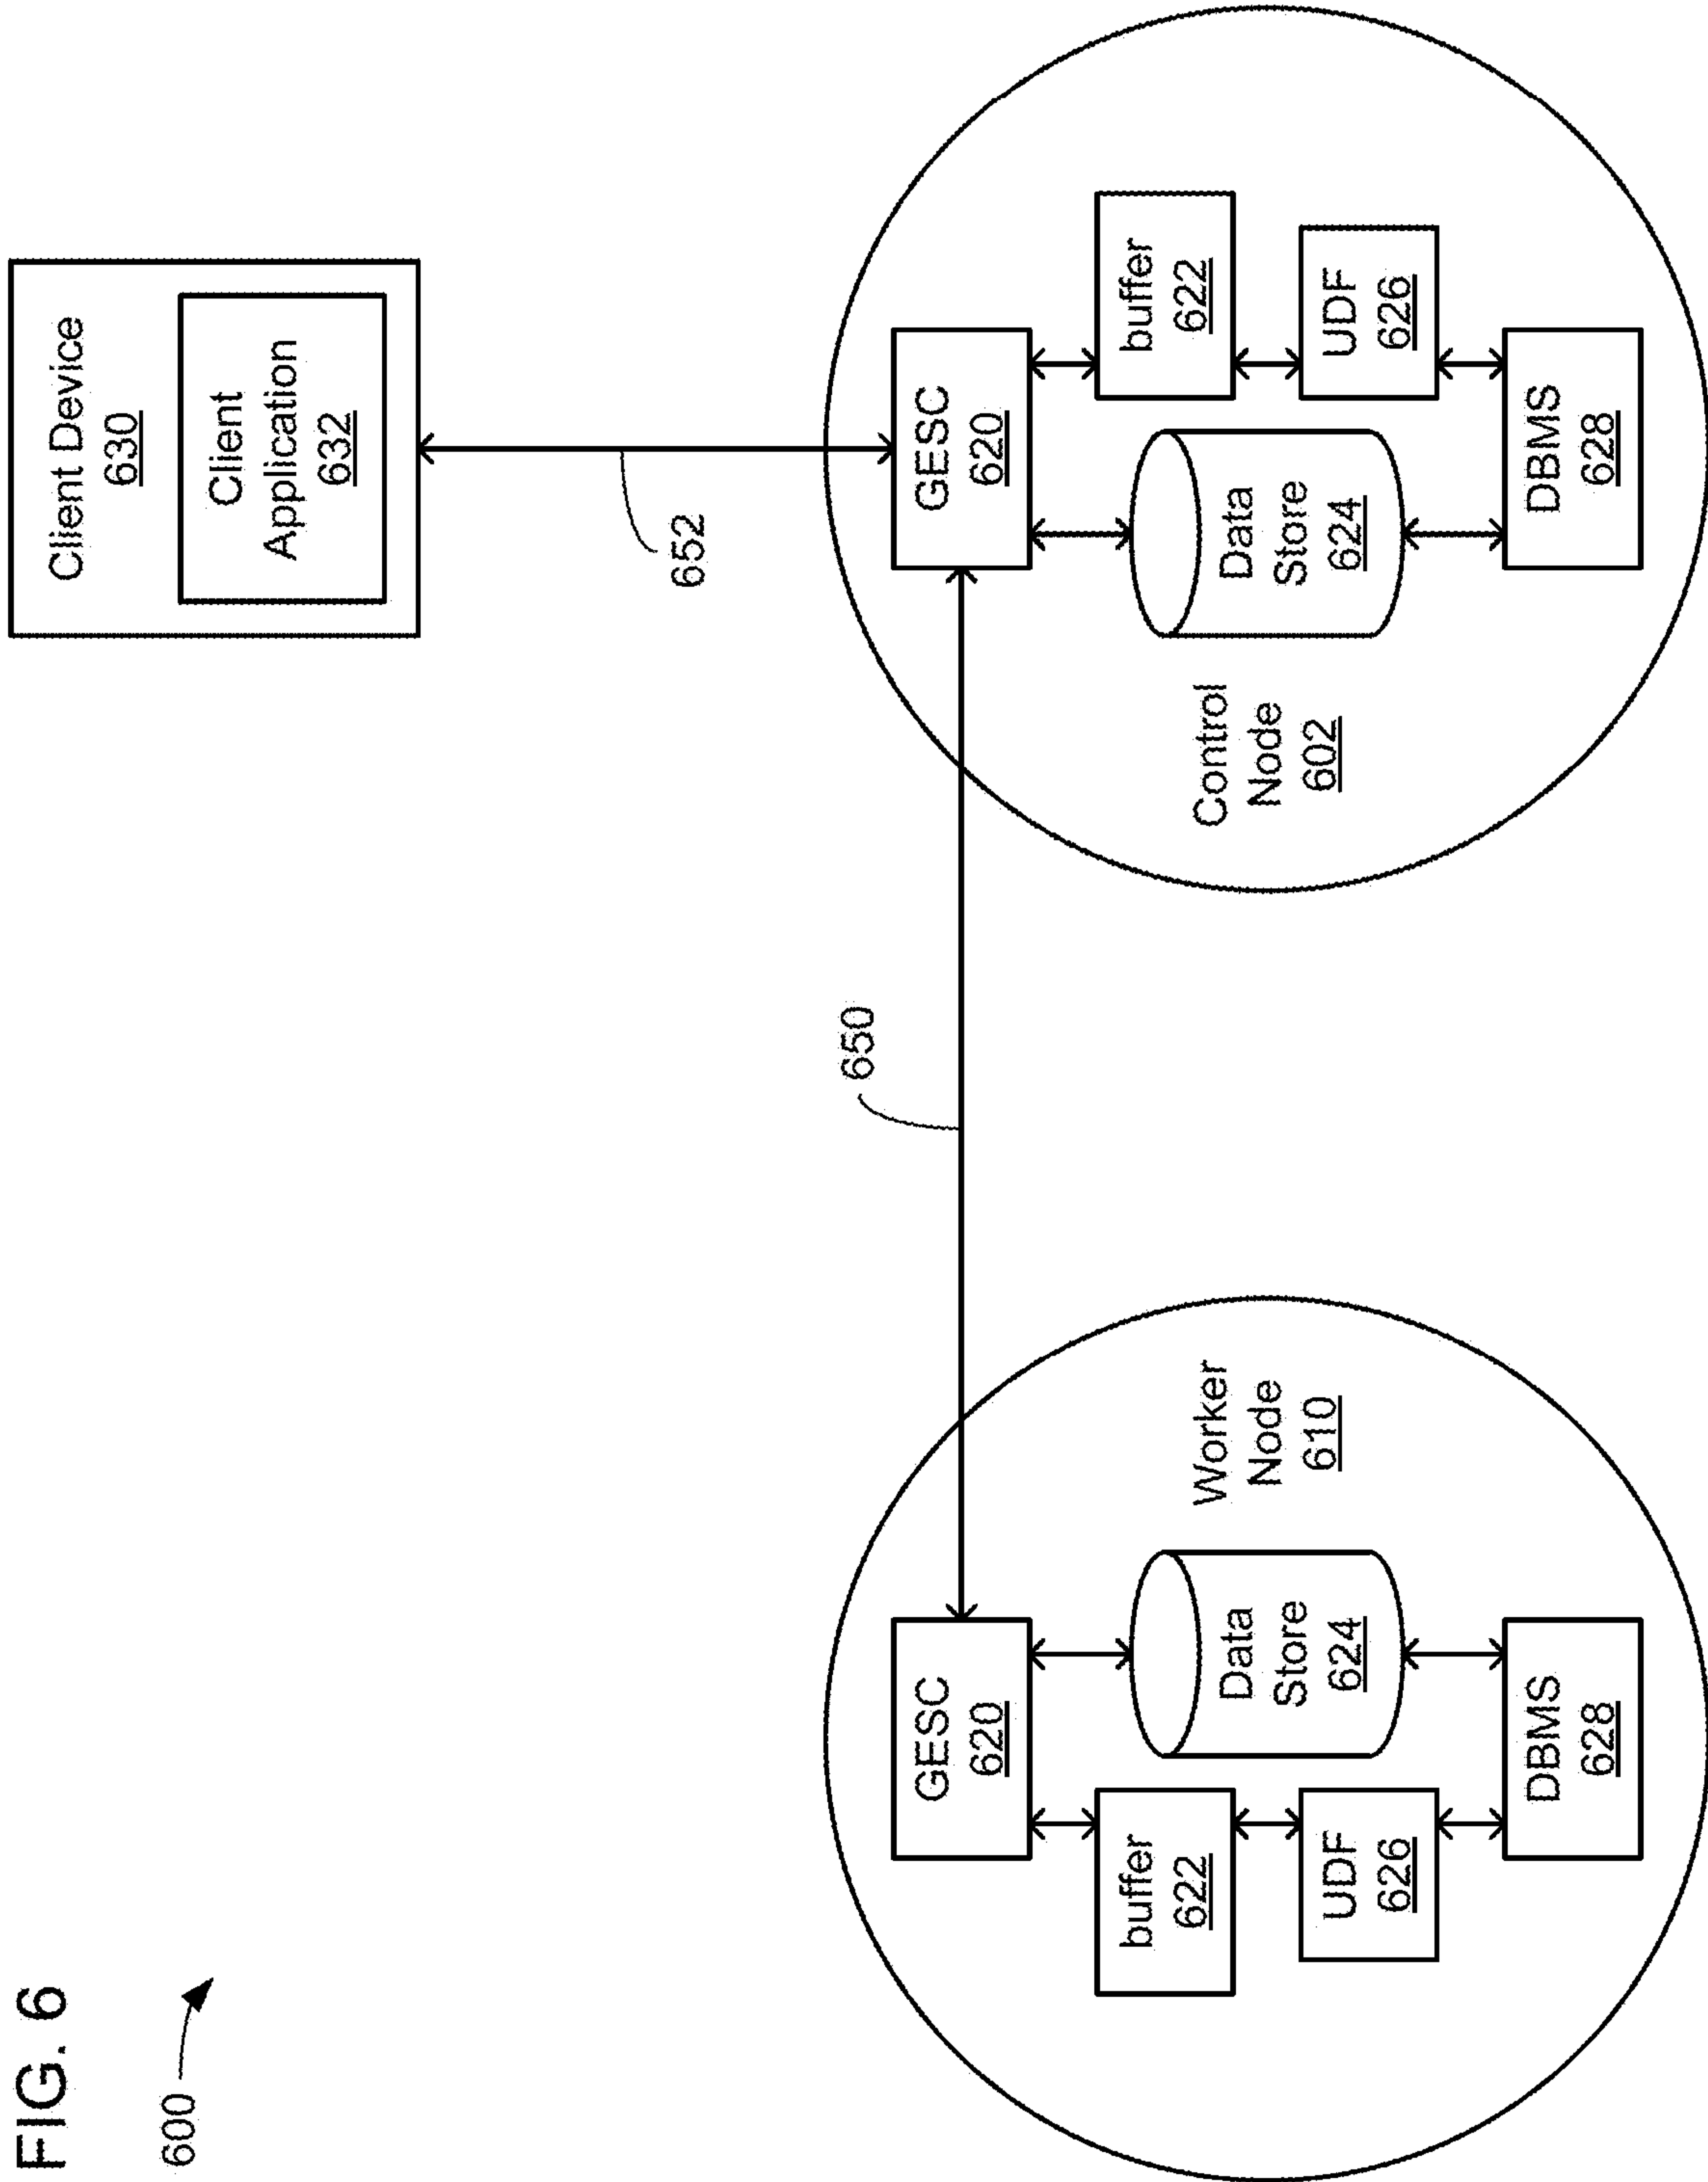 FIG. 6
600
Client Device
630
Client
Application
632
652
650
GESC
620
buffer
622
Data
Store
624
UDF
626
DBMS
628
Worker
Node
610
GESC
620
Data
Store
624
buffer
622
UDF
626
DBMS
628
Control
Node
602